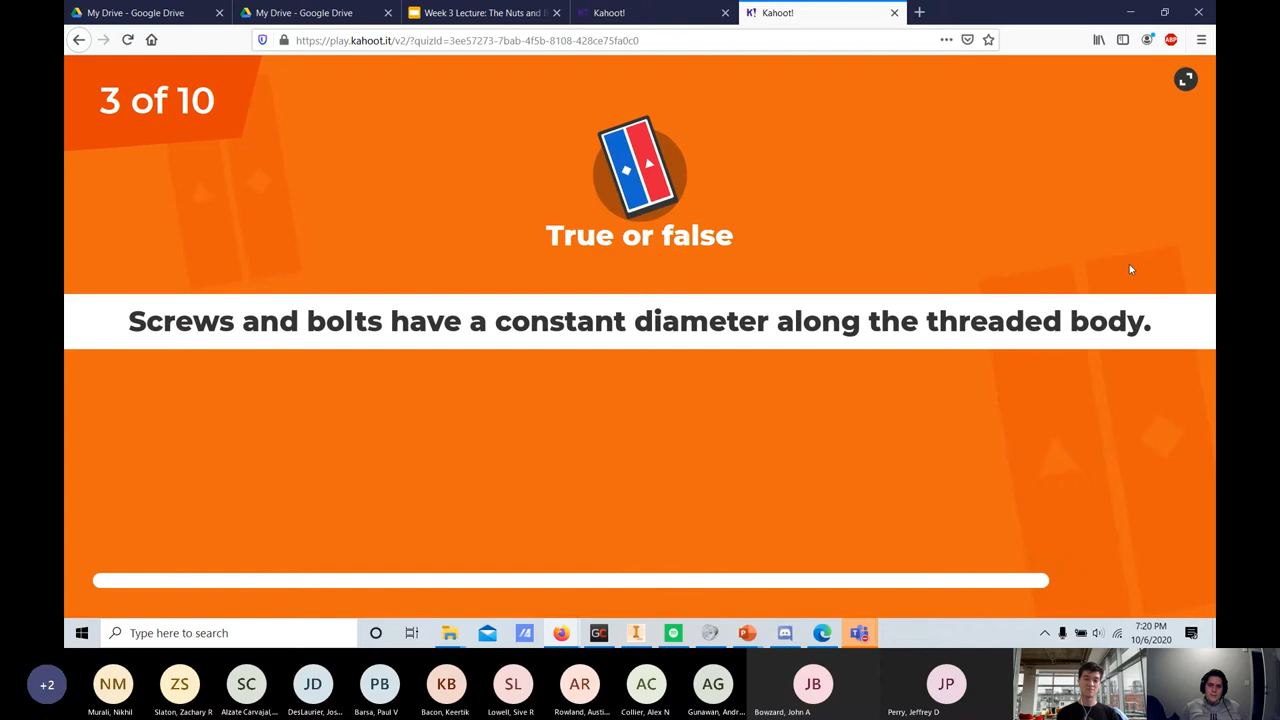 My Drive - Google Drive
My Drive - Google Drive
Week 3 Lecture: The Nuts and
Kahoot!
K! Kahoot!
https://play.kahoot.it/v2/?quizId=3ee57273-7bab-4f5b-8108-428ce75fa0c0
ABP
3 of 10
True or false
Screws and bolts have a constant diameter along the threaded body.
Type here to search
GC
7:20 PM
10/6/2020
+2
NM
ZS
SC
JD
PB
KB
SL
AR
AC
AG
JB
JP
Murali, Nikhil
Slaton, Zachary R
Alzate Carvajal,...
DesLaurier, Jos...
Barsa, Paul V
Bacon, Keertik
Lowell, Sive R
Rowland, Austi...
Collier, Alex N
Gunawan, Andr...
Bowzard, John A
Perry, Jeffrey D